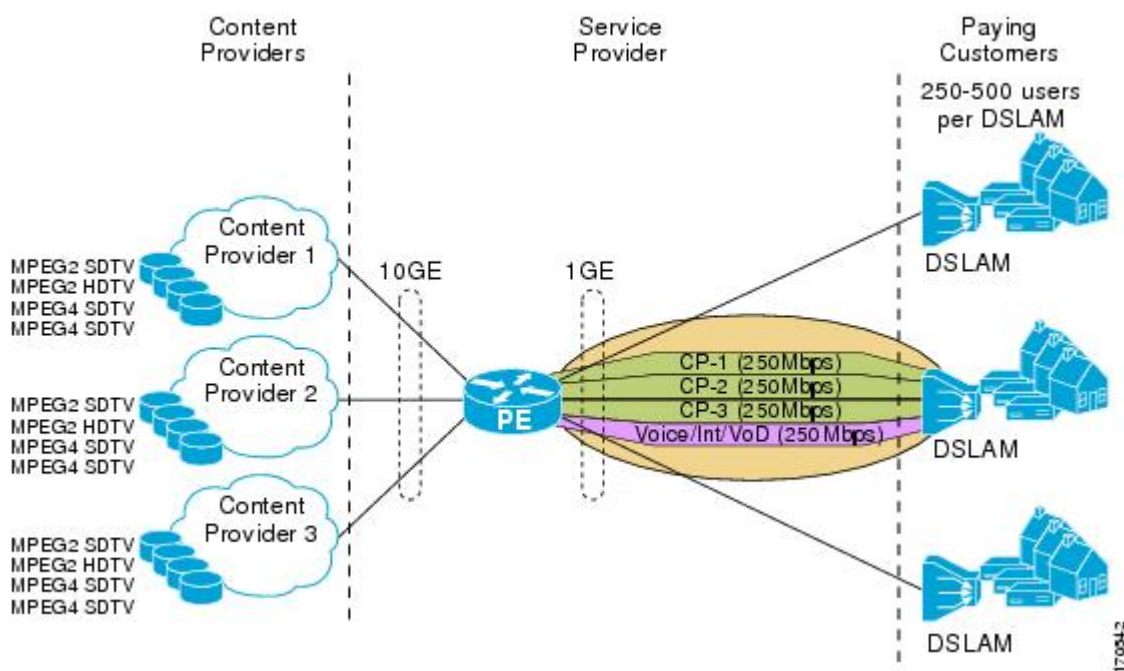 Content
Providers
Service
Provider
Paying
Customers
250-500 users
per DSLAM
Content
Provider 1
MPEG2 SDTV
MPEG2 HDTV
MPEG4 SDTV
MPEG4 SDTV
10GE
1GE
DSLAM
Content
Provider 2
MPEG2 SDTV
MPEG2 HDTV
MPEG4 SDTV
MPEG4 SDTV
PE
CP-1 (250Mbps)
CP-2 (250Mbps)
CP-3 (250Mbps)
Voice/Int/VoD (250 Mbps)
DSLAM
Content
Provider 3
MPEG2 SDTV
MPEG2 HDTV
MPEG4 SDTV
MPEG4 SDTV
DSLAM
170542